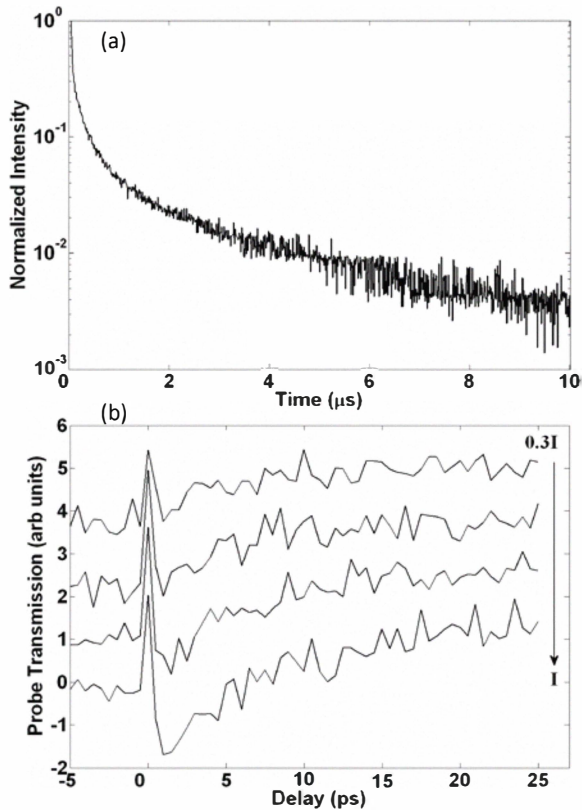 (a)
Normalized Intensity
10^0
10^-1
10^-2
10^-3
0 2 4 6 8 10
Time (μs)
(b)
Probe Transmission (arb units)
6
5
4
3
2
1
0
-1
-2
0.3I
I
-5 0 5 10 15 20 25
Delay (ps)